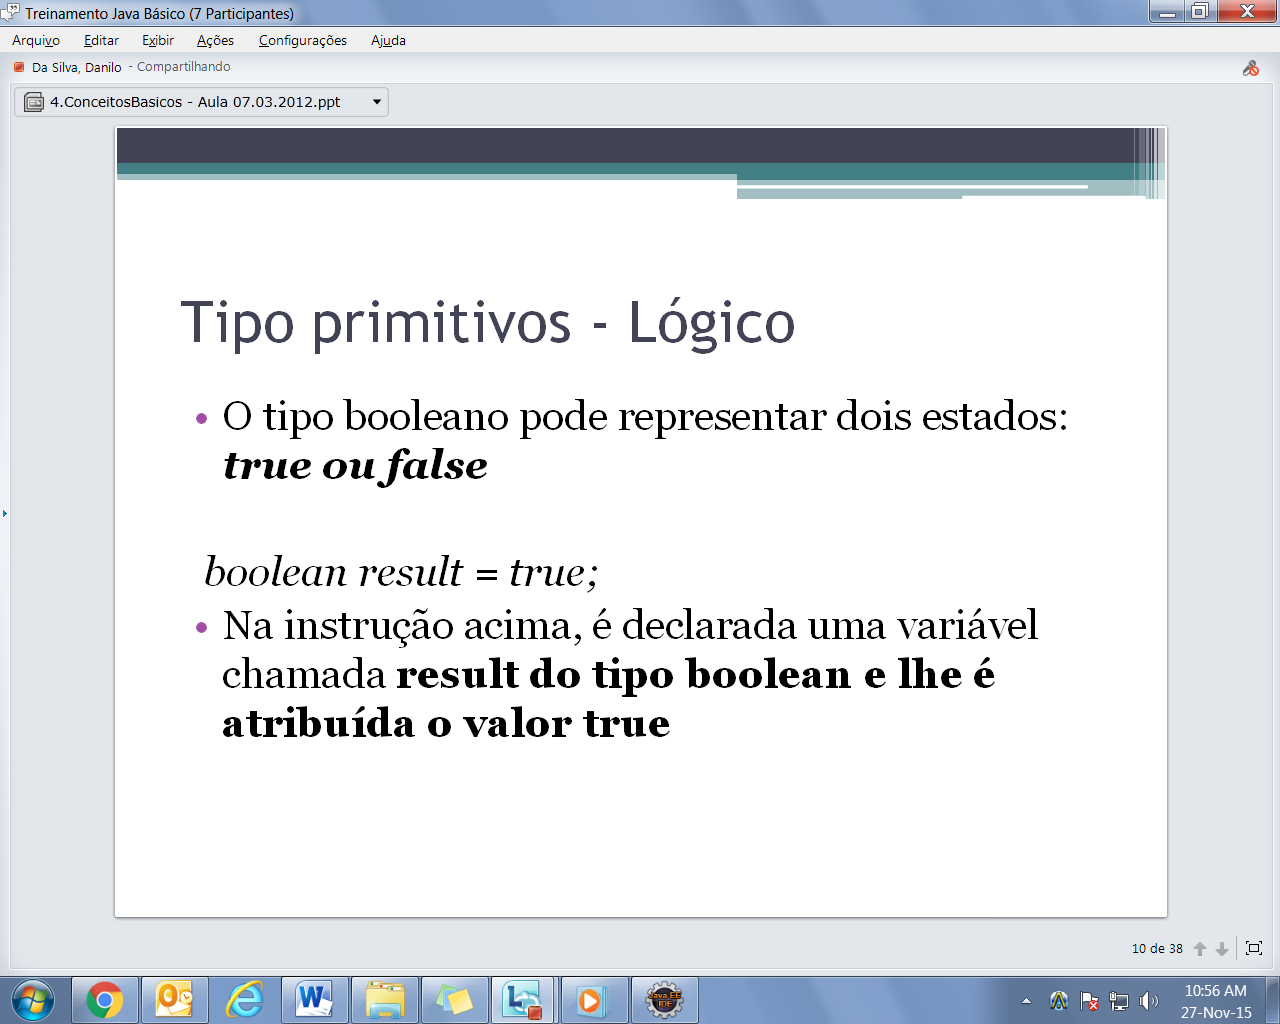 Treinamento Java Básico (7 Participantes)
Arquivo Editar Exibir Ações Configurações Ajuda
Da Silva, Danilo - Compartilhando
4.ConceitosBasicos - Aula 07.03.2012.ppt
Tipo primitivos - Lógico
• O tipo booleano pode representar dois estados:
true ou false
boolean result = true;
• Na instrução acima, é declarada uma variável
chamada result do tipo boolean e lhe é
atribuída o valor true
10 de 38
Java EE
IDE
10:56 AM
27-Nov-15